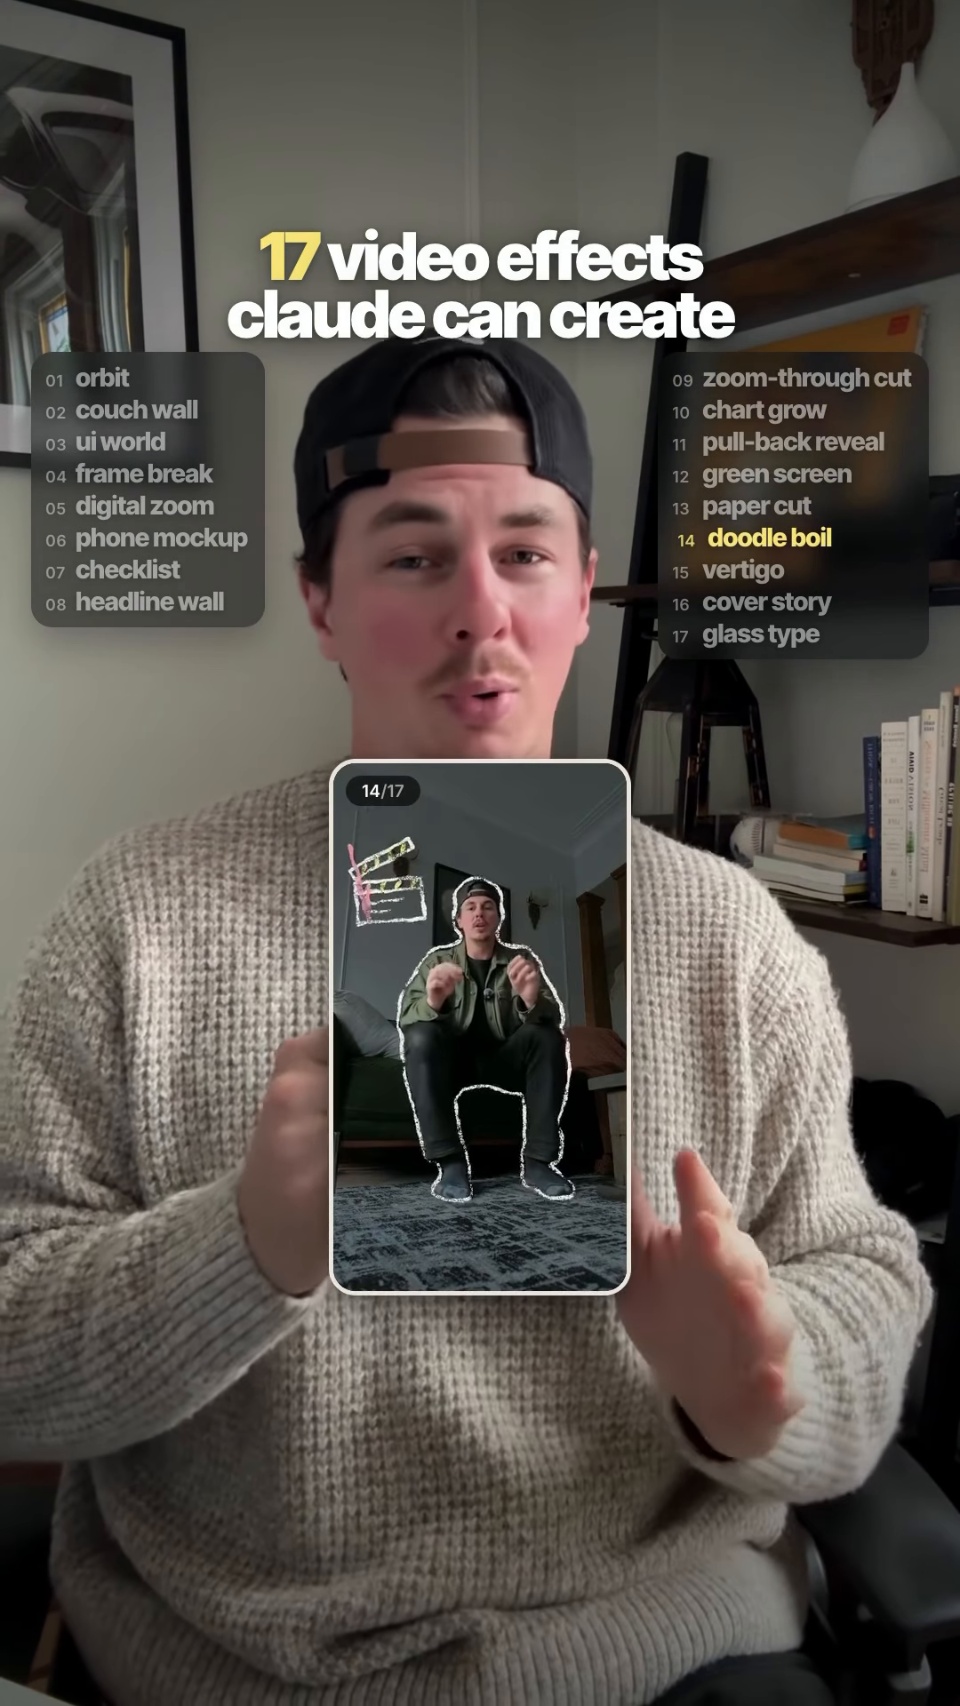 17 video effects
claude can create
01 orbit
02 couch wall
03 ui world
04 frame break
05 digital zoom
06 phone mockup
07 checklist
08 headline wall
09 zoom-through cut
10 chart grow
11 pull-back reveal
12 green screen
13 paper cut
14 doodle boil
15 vertigo
16 cover story
17 glass type
14/17